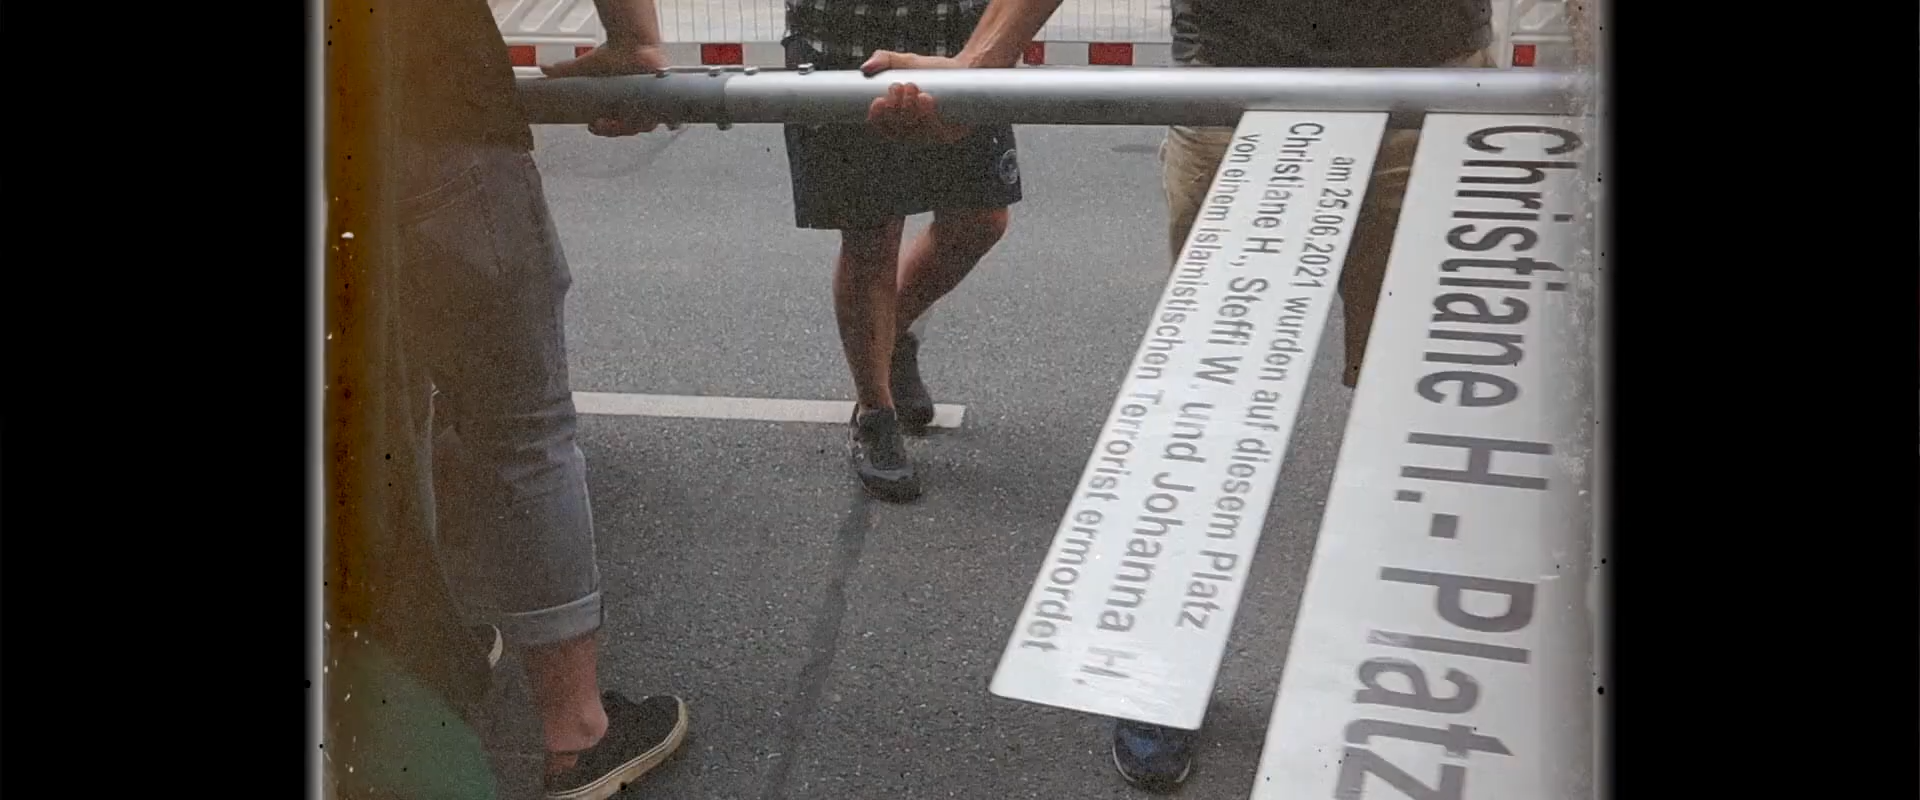 Christiane H.- Platz
am 25.06.2021 wurden auf diesem Platz
Christiane H., Steffi W. und Johanna H.
von einem islamistischen Terrorist ermordet